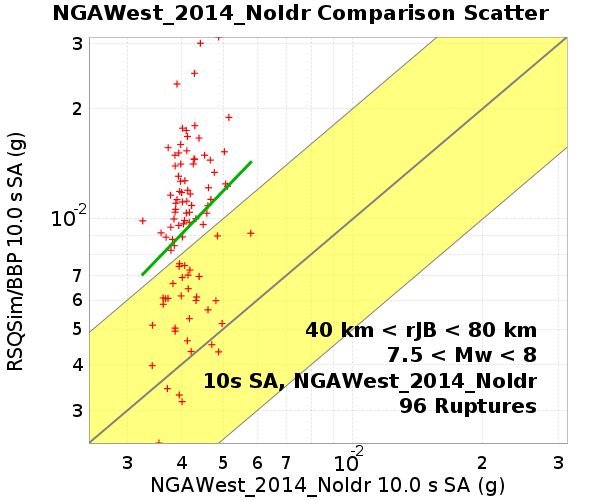 NGAWest_2014_NoIdr Comparison Scatter
RSQSim/BBP 10.0 s SA (g)
3
2
10^-2
7
6
5
4
3
40 km < rJB < 80 km
7.5 < Mw < 8
10s SA, NGAWest_2014_NoIdr
96 Ruptures
3 4 5 6 7 10^-2 2 3
NGAWest_2014_NoIdr 10.0 s SA (g)